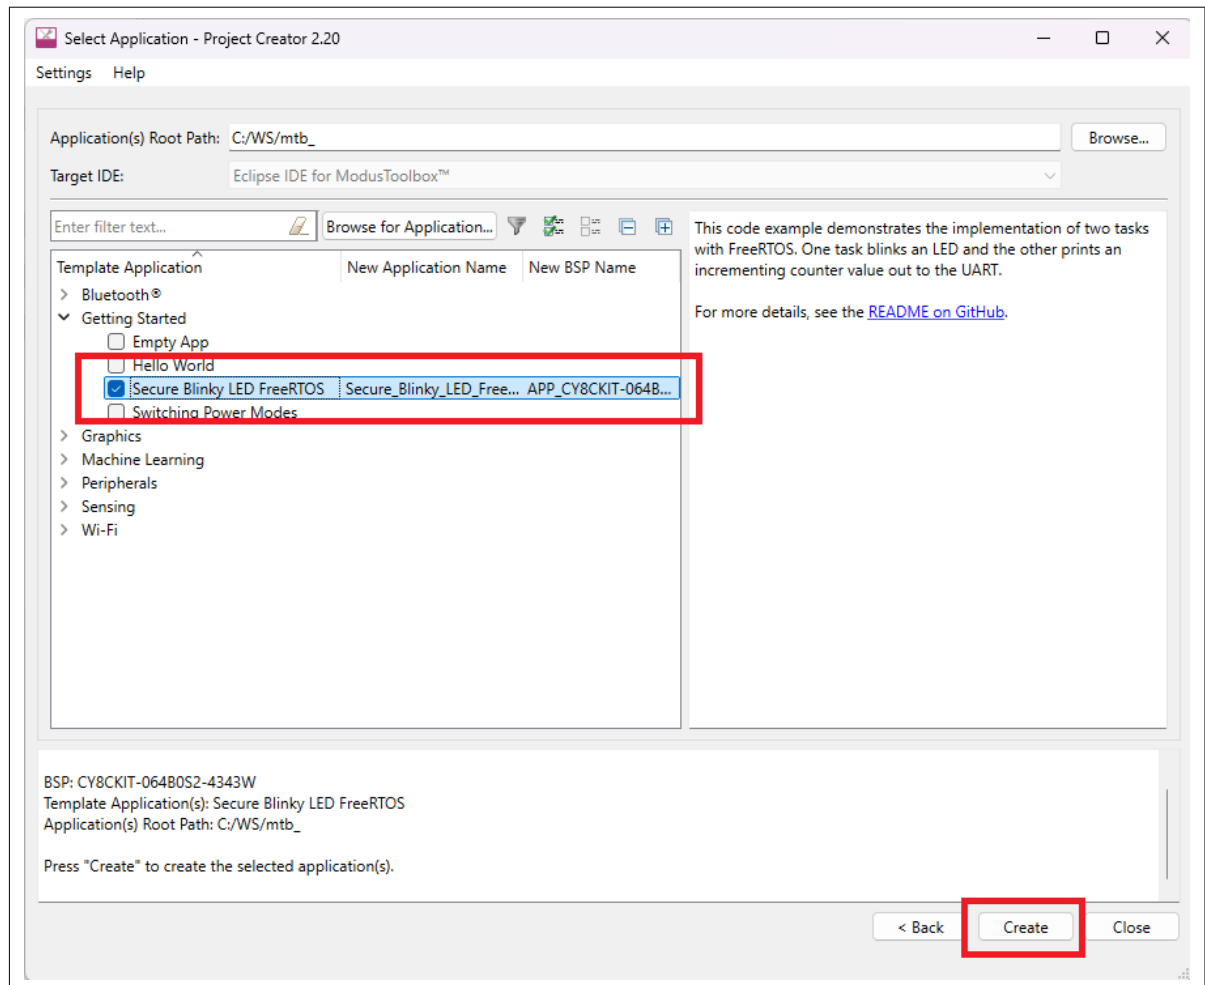 Select Application - Project Creator 2.20
Settings Help
Application(s) Root Path: C:/WS/mtb_ Browse...
Target IDE: Eclipse IDE for ModusToolbox™
Enter filter text... Browse for Application...
Template Application New Application Name New BSP Name
Bluetooth®
Getting Started
Empty App
Hello World
Secure Blinky LED FreeRTOS Secure_Blinky_LED_Free... APP_CY8CKIT-064B...
Switching Power Modes
Graphics
Machine Learning
Peripherals
Sensing
Wi-Fi
This code example demonstrates the implementation of two tasks
with FreeRTOS. One task blinks an LED and the other prints an
incrementing counter value out to the UART.
For more details, see the README on GitHub.
BSP: CY8CKIT-064B0S2-4343W
Template Application(s): Secure Blinky LED FreeRTOS
Application(s) Root Path: C:/WS/mtb_
Press "Create" to create the selected application(s).
< Back Create Close